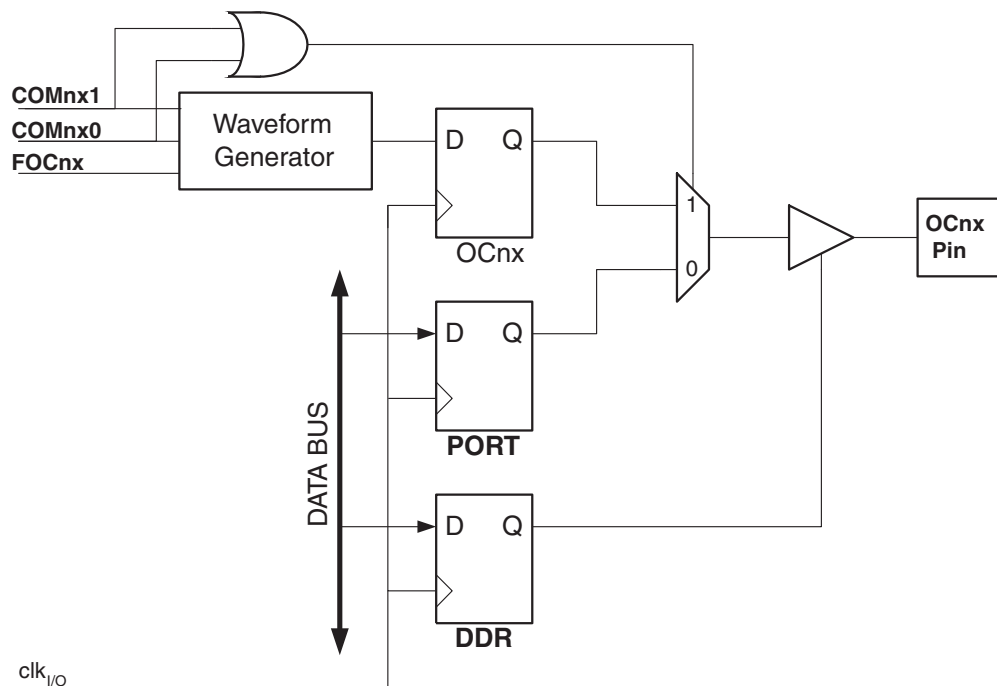 COMnx1
COMnx0
FOCnx
Waveform
Generator
D Q
OCnx
1
0
OCnx
Pin
D Q
PORT
DATA BUS
D Q
DDR
clkI/O